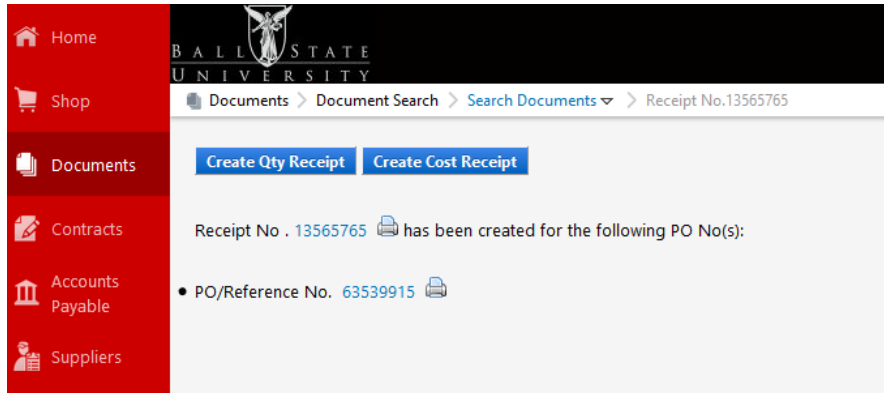 Home
BALL STATE
UNIVERSITY
Shop
Documents > Document Search > Search Documents > Receipt No.13565765
Documents
Create Qty Receipt Create Cost Receipt
Contracts
Receipt No . 13565765 has been created for the following PO No(s):
Accounts
Payable
• PO/Reference No. 63539915
Suppliers